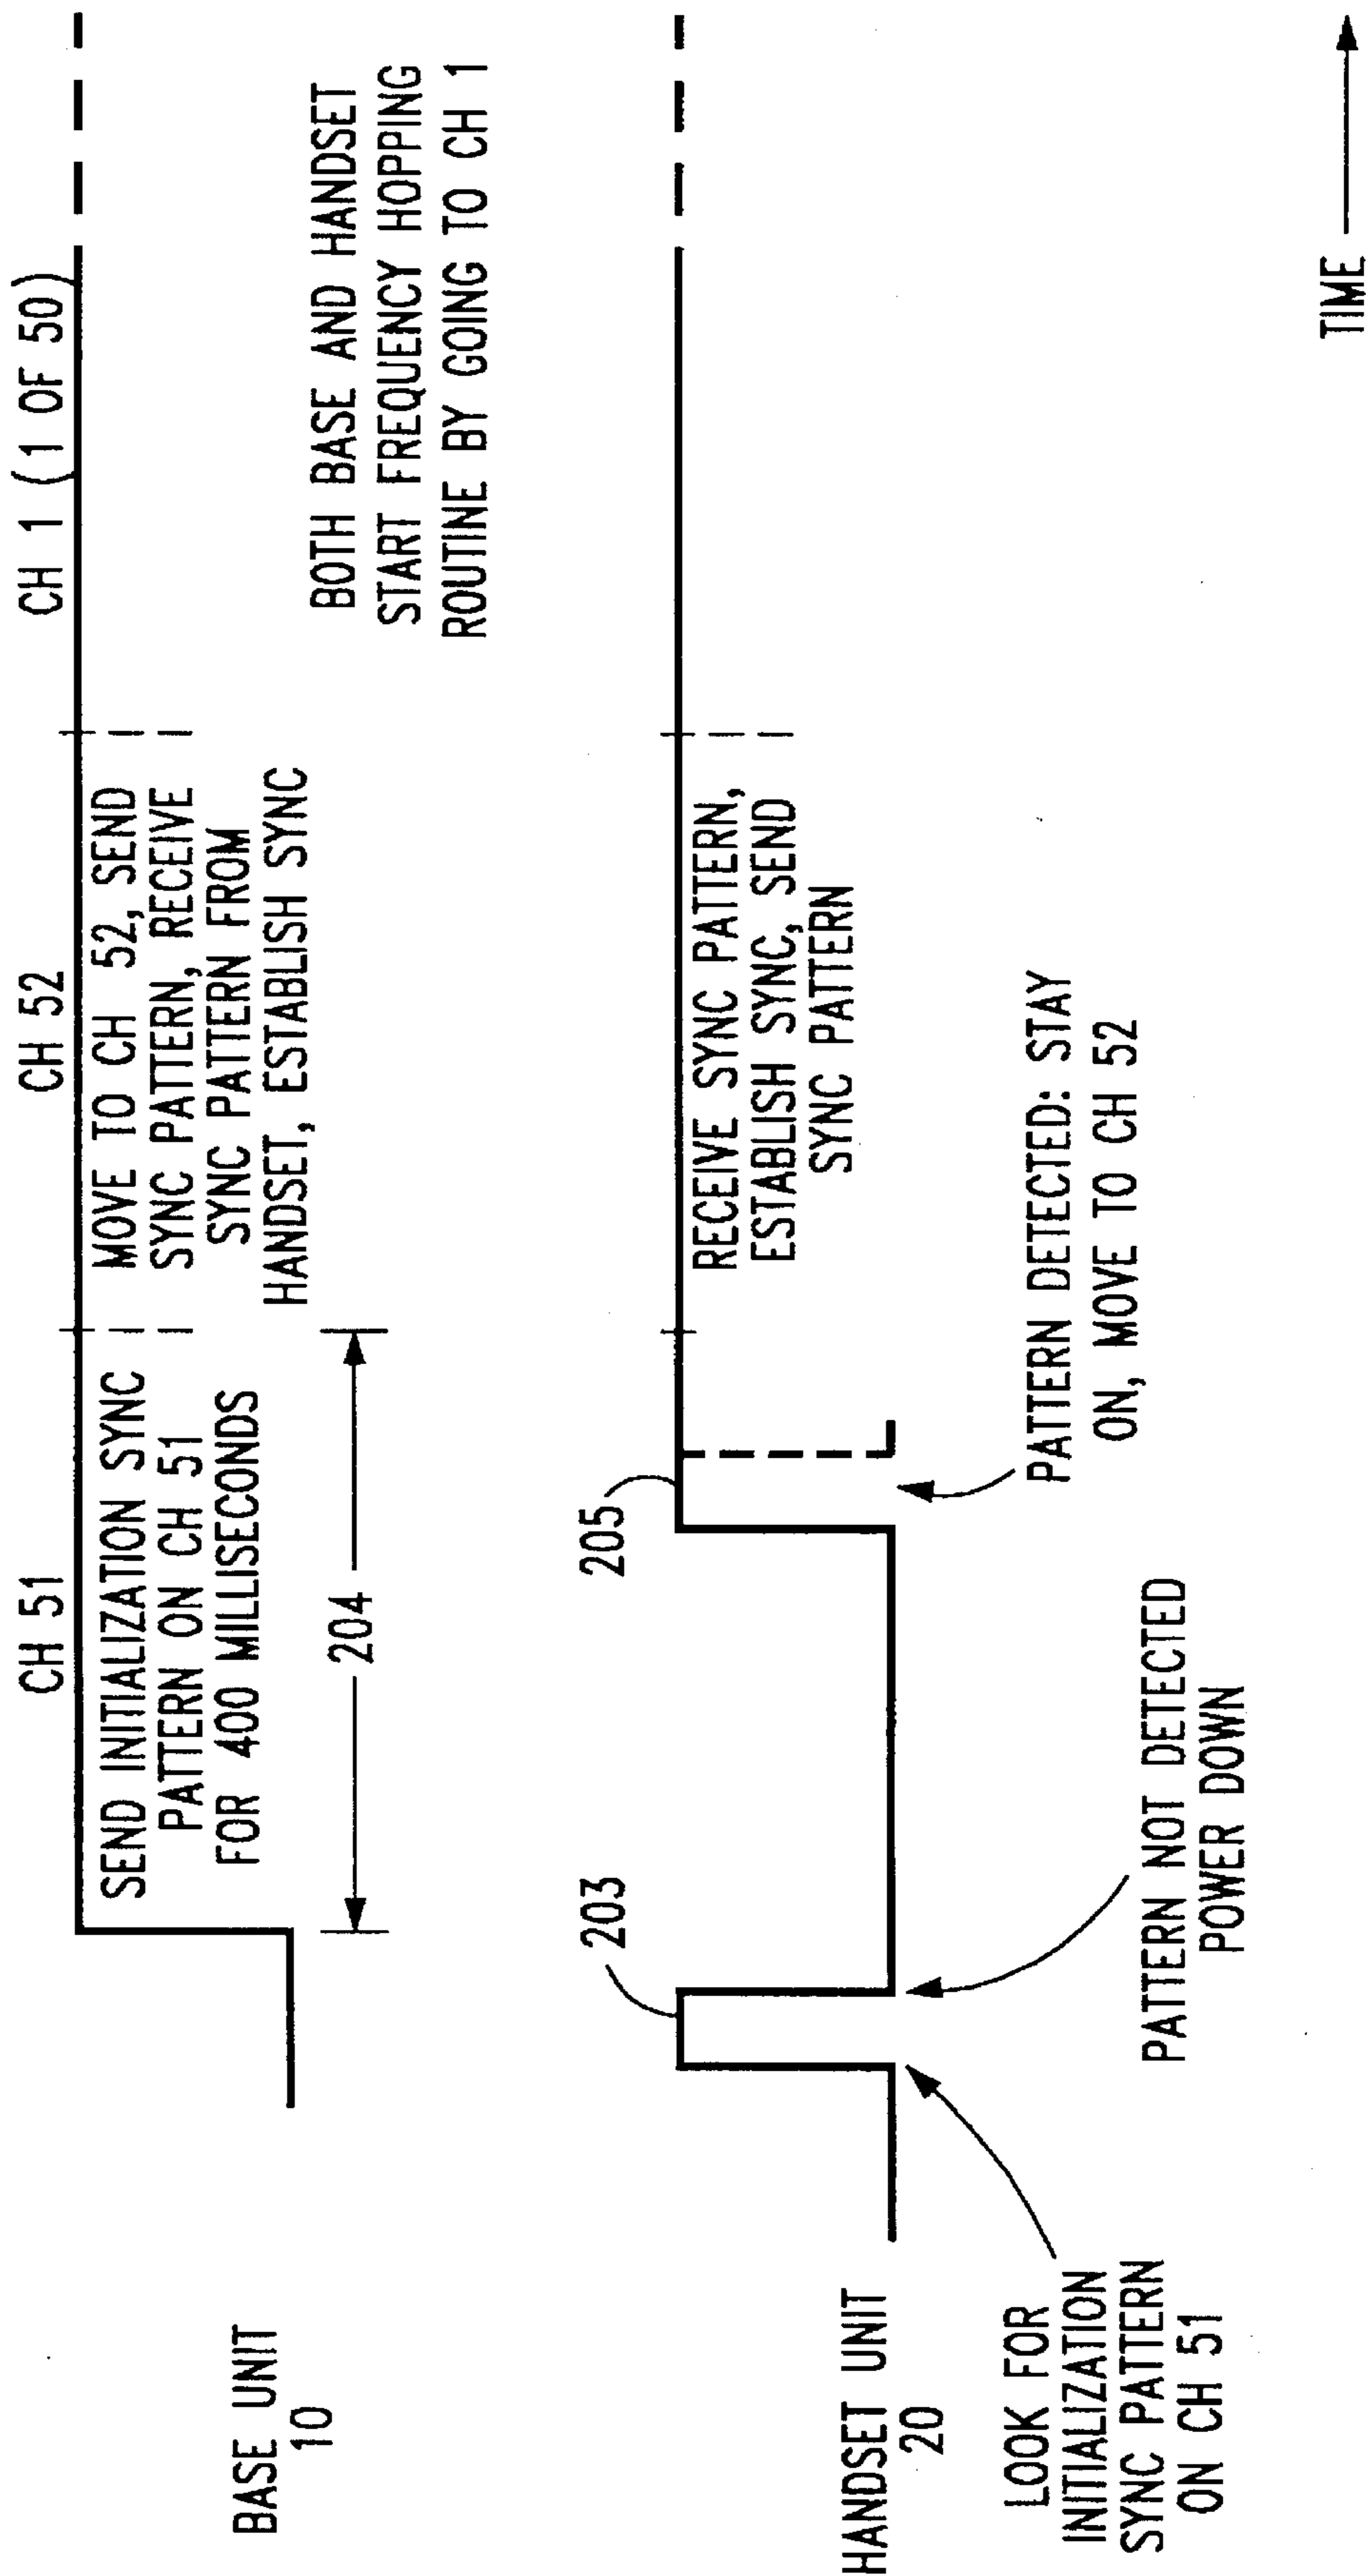 CH 51
CH 52
CH 1 (1 OF 50)
BASE UNIT
10
SEND INITIALIZATION SYNC
PATTERN ON CH 51
FOR 400 MILLISECONDS
204
MOVE TO CH 52, SEND
SYNC PATTERN, RECEIVE
SYNC PATTERN FROM
HANDSET, ESTABLISH SYNC
BOTH BASE AND HANDSET
START FREQUENCY HOPPING
ROUTINE BY GOING TO CH 1
203
205
HANDSET UNIT
20
RECEIVE SYNC PATTERN,
ESTABLISH SYNC, SEND
SYNC PATTERN
LOOK FOR
INITIALIZATION
SYNC PATTERN
ON CH 51
PATTERN NOT DETECTED
POWER DOWN
PATTERN DETECTED: STAY
ON, MOVE TO CH 52
TIME